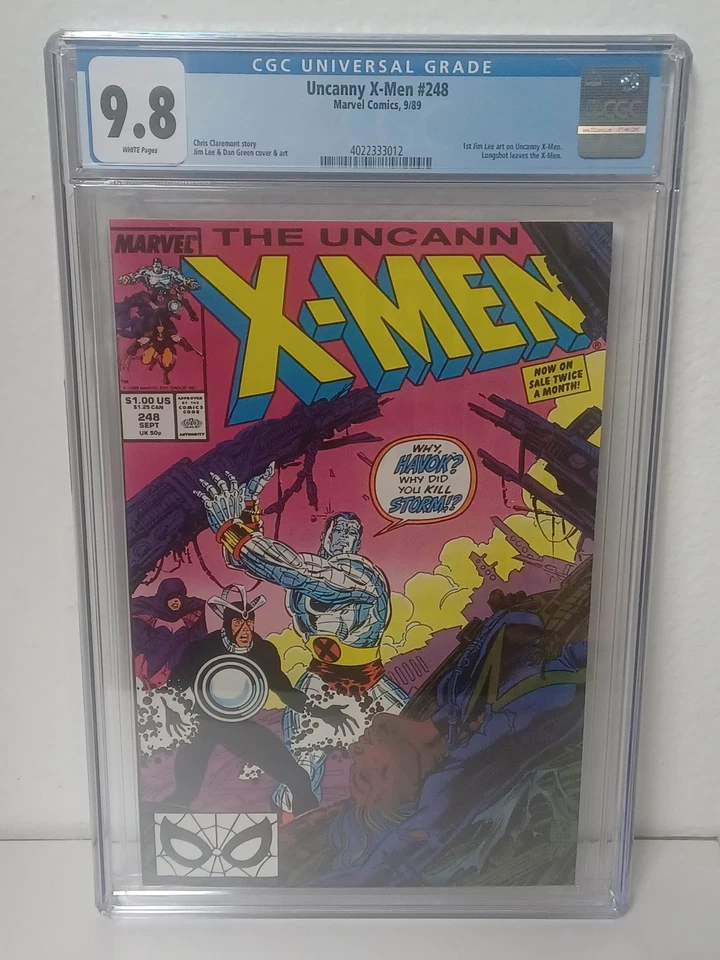 CGC UNIVERSAL GRADE
9.8
WHITE Pages
Uncanny X-Men #248
Marvel Comics, 9/89
Chris Claremont story
Jim Lee & Dan Green cover & art
4022333012
1st Jim Lee art on Uncanny X-Men.
Longshot leaves the X-Men.
CGC
MARVEL
THE UNCANN
X-MEN
NOW ON
SALE TWICE
A MONTH!
$1.00 US
$1.25 CAN
248
SEPT
UK 50p
APPROVED
BY THE
COMICS
CODE
AUTHORITY
WHY,
HAVOK?
WHY DID
YOU KILL
STORM!?
X